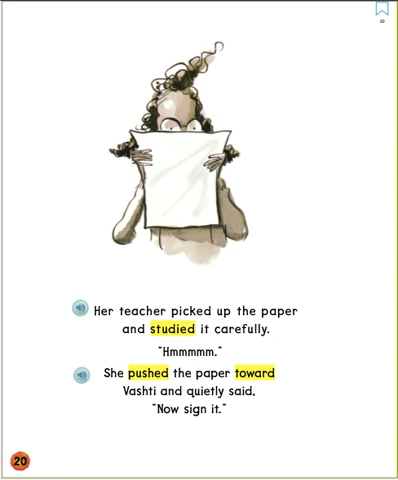 20
Her teacher picked up the paper
and studied it carefully.
"Hmmmmm."
She pushed the paper toward
Vashti and quietly said,
"Now sign it."
20